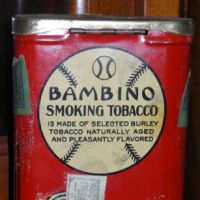 BAMBINO
SMOKING TOBACCO
IS MADE OF SELECTED BURLEY
TOBACCO NATURALLY AGED
AND PLEASANTLY FLAVORED